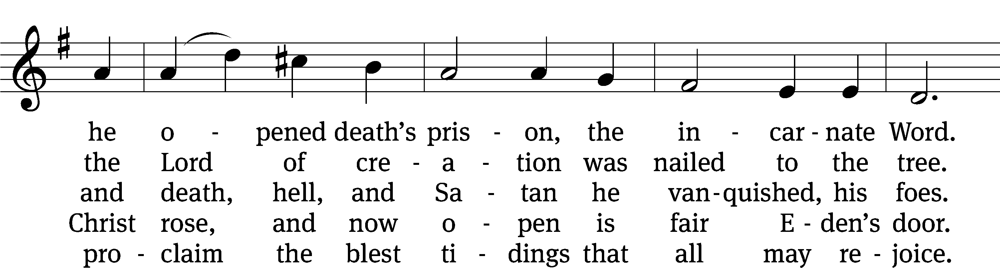 he o - pened death’s pris - on, the in - car - nate Word.
the Lord of cre - a - tion was nailed to the tree.
and death, hell, and Sa - tan he van - quished, his foes.
Christ rose, and now o - pen is fair E - den’s door.
pro - claim the blest ti - dings that all may re - joice.